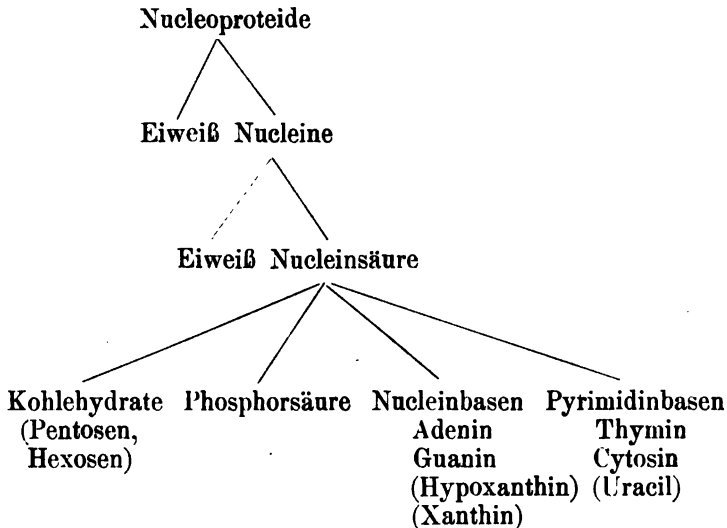 Nucleoproteide
Eiweiß Nucleine
Eiweiß Nucleinsäure
Kohlehydrate Phosphorsäure Nucleinbasen Pyrimidinbasen
(Pentosen, Adenin Thymin
Hexosen) Guanin Cytosin
(Hypoxanthin) (Uracil)
(Xanthin)